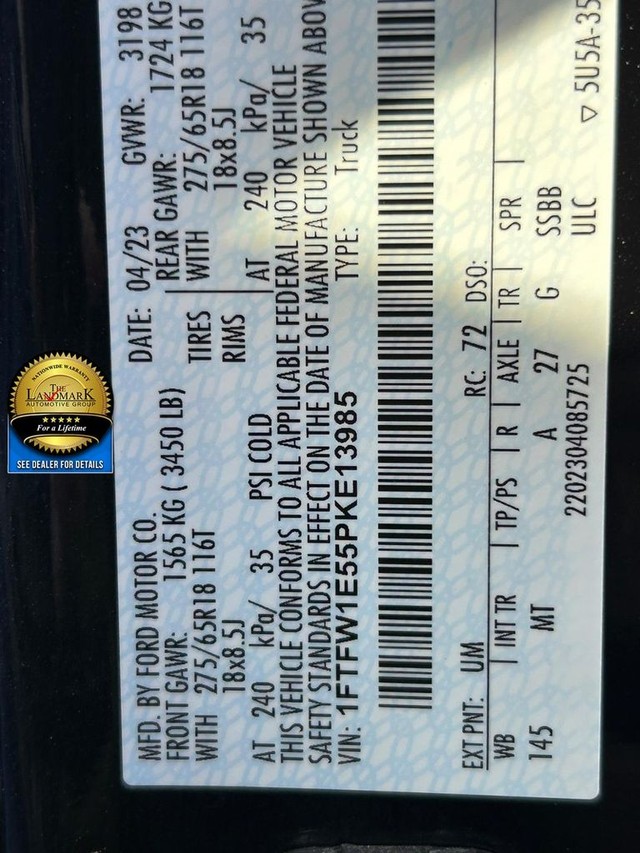 MFD. BY FORD MOTOR CO. DATE: 04/23 GVWR: 3198
FRONT GAWR: 1565 KG ( 3450 LB) REAR GAWR: 1724 KG
WITH 275/65R18 116T TIRES WITH 275/65R18 116T
18x8.5J RIMS 18x8.5J
AT 240 kPa/ 35 PSI COLD AT 240 kPa/ 35
THIS VEHICLE CONFORMS TO ALL APPLICABLE FEDERAL MOTOR VEHICLE
SAFETY STANDARDS IN EFFECT ON THE DATE OF MANUFACTURE SHOWN ABOV
VIN: 1FTFW1E55PKE13985 TYPE: Truck
EXT PNT: UM RC: 72 DSO:
WB INT TR TP/PS R AXLE TR SPR
145 MT A 27 G SSBB
2202304085725 ULC
▽ 5U5A-35
NATIONWIDE WARRANTY
THE
LANDMARK
AUTOMOTIVE GROUP
★★★★★
For a Lifetime
SEE DEALER FOR DETAILS